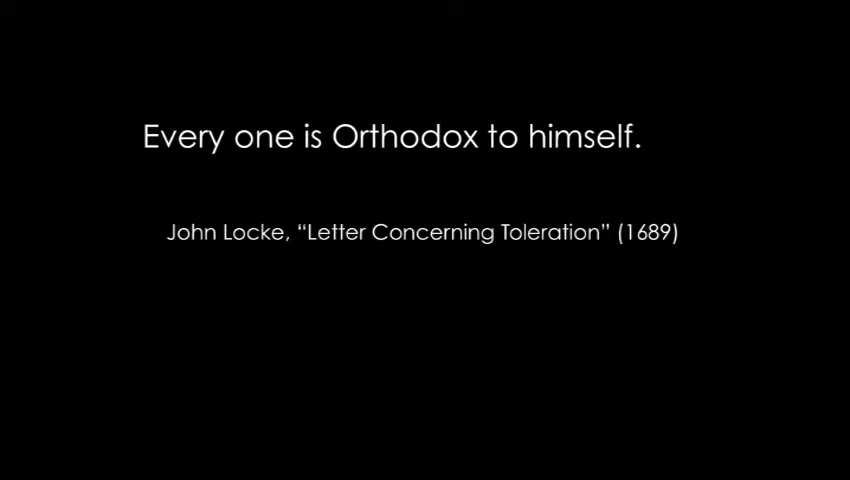 Every one is Orthodox to himself.
John Locke, “Letter Concerning Toleration” (1689)